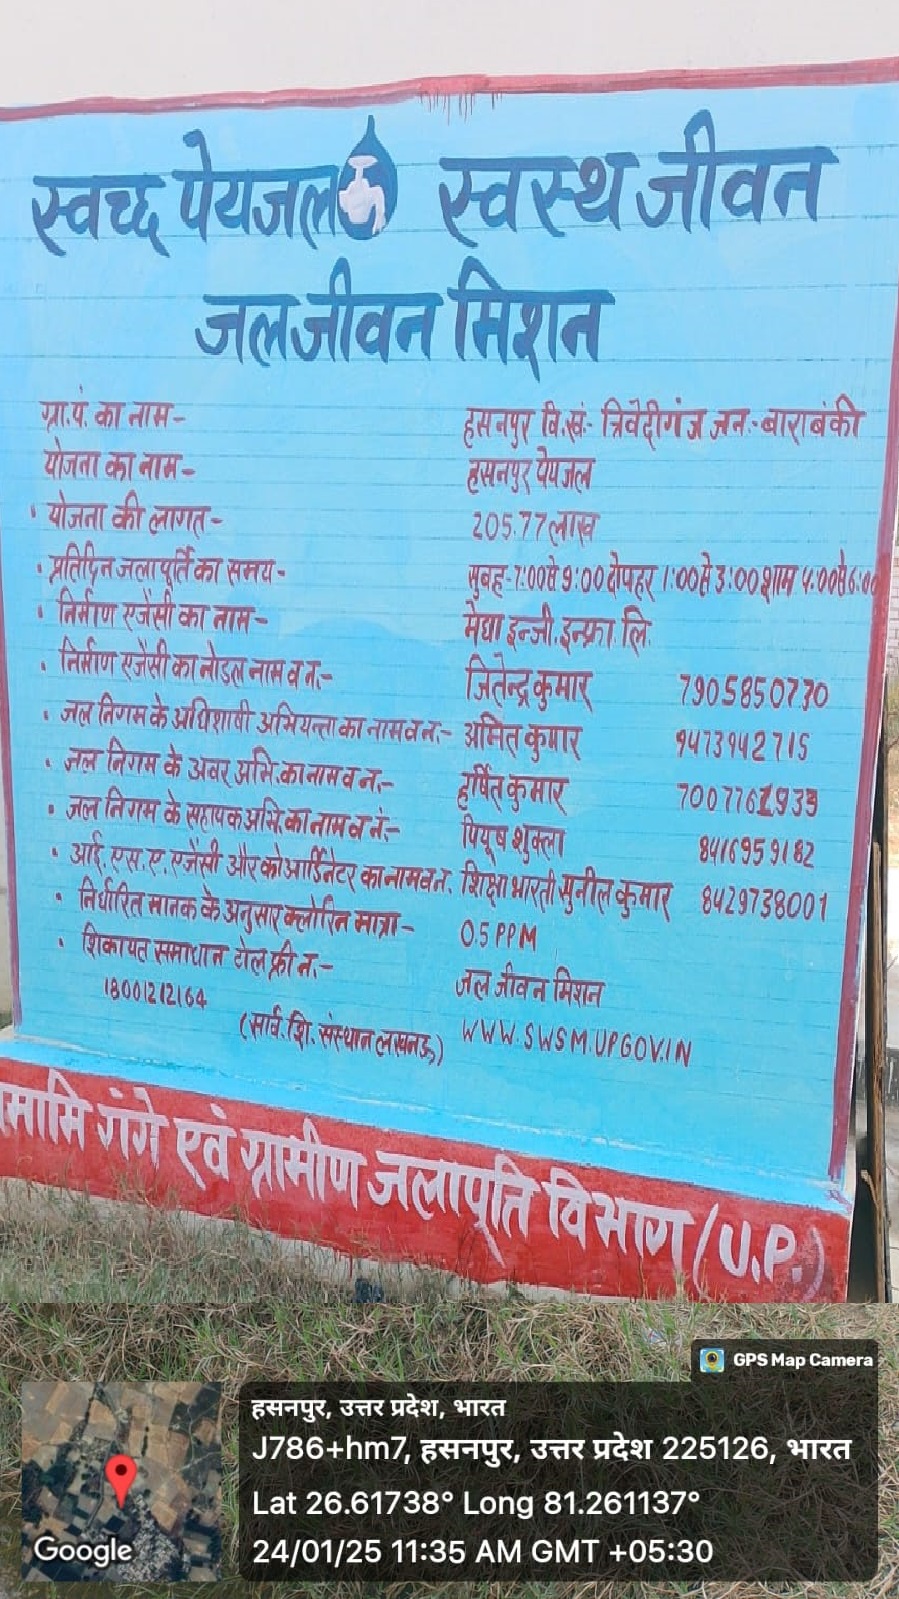 स्वच्छ पेयजल स्वस्थ जीवन
जल जीवन मिशन
ग्रा.पं. का नाम- हसनपुर वि.खं:- त्रिवेदीगंज जन.-बाराबंकी
योजना का नाम- हसनपुर पेयजल
• योजना की लागत- 205.77 लाख
• प्रतिदिन जलापूर्ति का समय- सुबह-7:00से 9:00 दोपहर 1:00से 3:00 शाम 4:00से 6:00
• निर्माण एजेंसी का नाम- मेघा इन्जी. इन्फ्रा. लि.
• निर्माण एजेंसी का नोडल नाम व न.- जितेन्द्र कुमार 7905850730
• जल निगम के अधिशाषी अभियन्ता का नाम व न.- अमित कुमार 9473942715
• जल निगम के अवर अभि. का नाम व न.- हर्षित कुमार 7007761933
• जल निगम के सहायक अभि. का नाम व नं.- पियूष शुक्ला 8416959182
• आई. एस. ए. एजेंसी और कोआर्डिनेटर का नाम व न. शिक्षा भारती सुनील कुमार 8429738001
• निर्धारित मानक के अनुसार क्लोरिन मात्रा- 0.5 PPM
• शिकायत समाधान टोल फ्री न.- जल जीवन मिशन
18001212164
(सार्व. शि. संस्थान लखनऊ) WWW.SWSM.UPGOV.IN
मामि गंगे एवं ग्रामीण जलापूर्ति विभाग (U.P.)
GPS Map Camera
हसनपुर, उत्तर प्रदेश, भारत
J786+hm7, हसनपुर, उत्तर प्रदेश 225126, भारत
Lat 26.61738° Long 81.261137°
24/01/25 11:35 AM GMT +05:30
Google